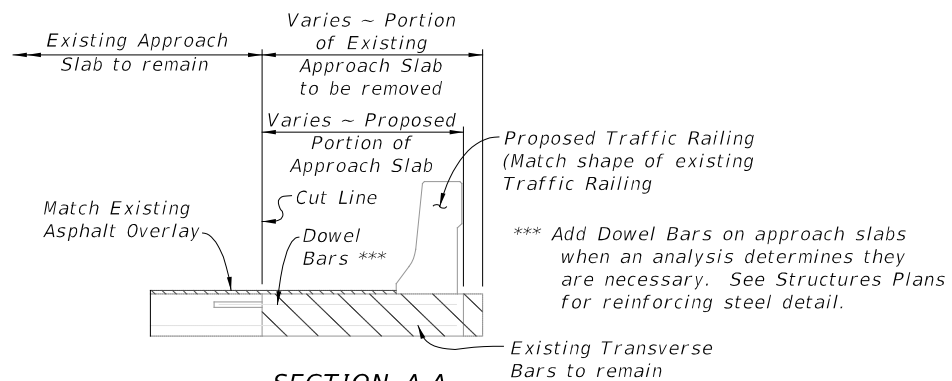 Existing Approach
Slab to remain
Varies ~ Portion
of Existing
Approach Slab
to be removed
Varies ~ Proposed
Portion of
Approach Slab
Proposed Traffic Railing
(Match shape of existing
Traffic Railing
Cut Line
Match Existing
Asphalt Overlay
Dowel
Bars ***
*** Add Dowel Bars on approach slabs
when an analysis determines they
are necessary. See Structures Plans
for reinforcing steel detail.
Existing Transverse
Bars to remain
SECTION A-A